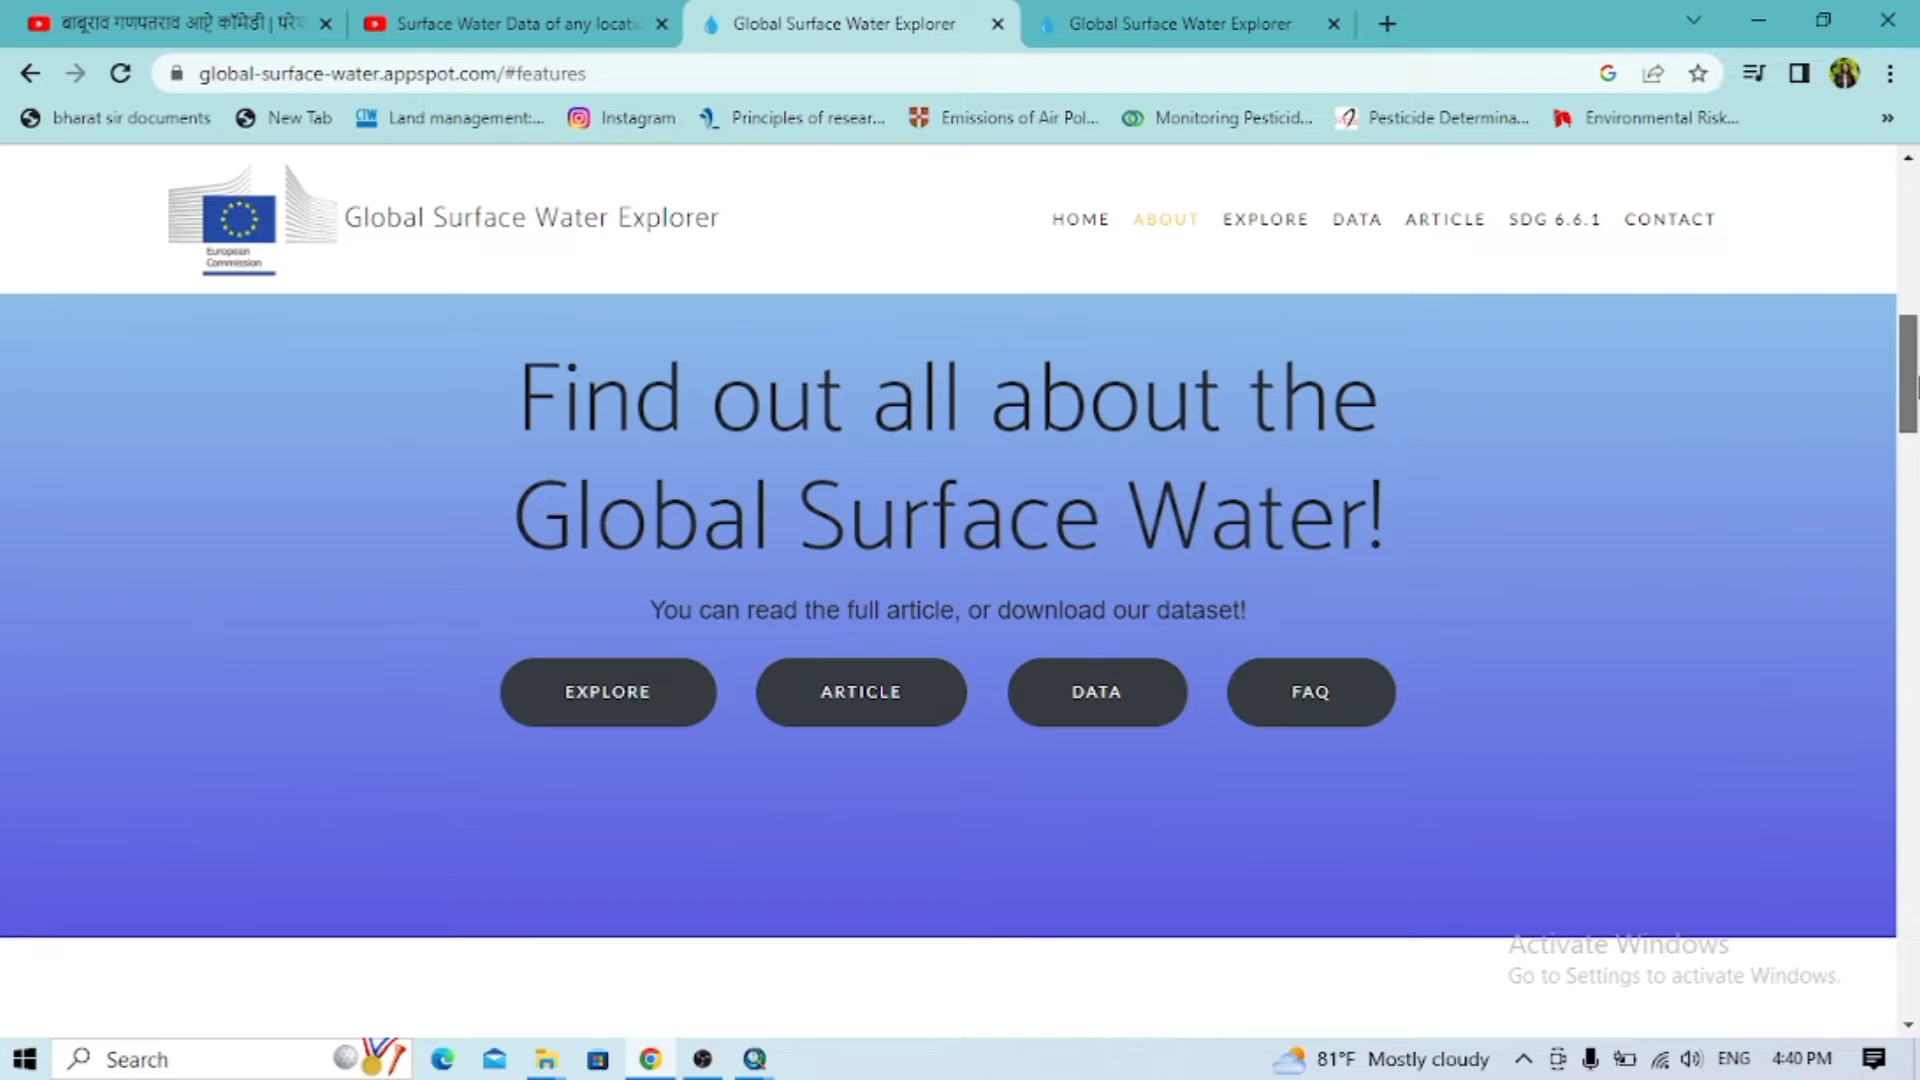 बाबूराव गणपतराव आप्टे कॉमेडी | परे
Surface Water Data of any locati
Global Surface Water Explorer
Global Surface Water Explorer
global-surface-water.appspot.com/#features
bharat sir documents
New Tab
CTW
Land management:...
Instagram
Principles of resear...
Emissions of Air Pol...
Monitoring Pesticid...
Pesticide Determina...
Environmental Risk...
European
Commission
Global Surface Water Explorer
HOME ABOUT EXPLORE DATA ARTICLE SDG 6.6.1 CONTACT
Find out all about the
Global Surface Water!
You can read the full article, or download our dataset!
EXPLORE ARTICLE DATA FAQ
Activate Windows
Go to Settings to activate Windows.
Search
81°F Mostly cloudy
ENG
4:40 PM